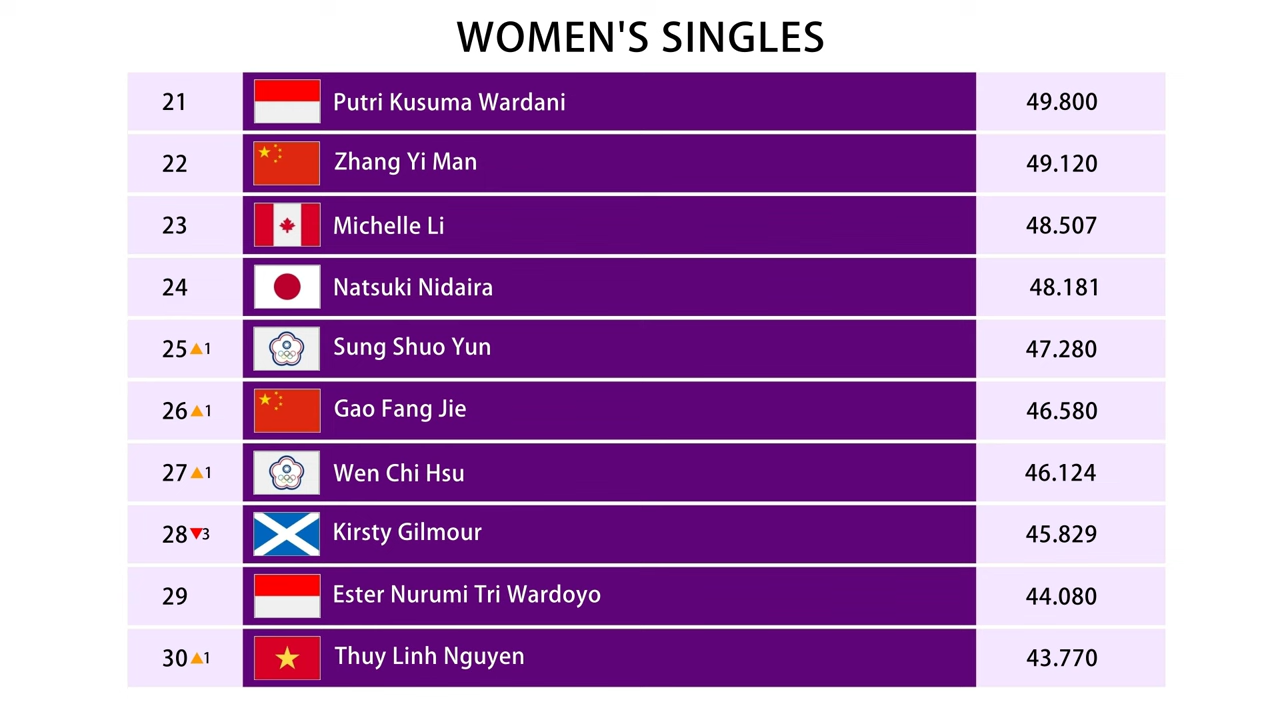 WOMEN'S SINGLES
21 Putri Kusuma Wardani 49.800
22 Zhang Yi Man 49.120
23 Michelle Li 48.507
24 Natsuki Nidaira 48.181
25 ▲1 Sung Shuo Yun 47.280
26 ▲1 Gao Fang Jie 46.580
27 ▲1 Wen Chi Hsu 46.124
28 ▼3 Kirsty Gilmour 45.829
29 Ester Nurumi Tri Wardoyo 44.080
30 ▲1 Thuy Linh Nguyen 43.770